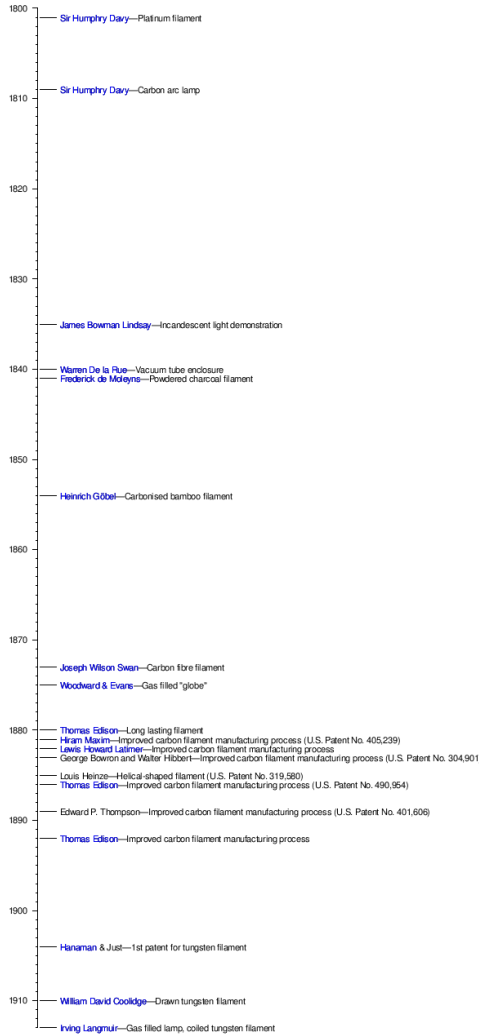 1800
Sir Humphry Davy—Platinum filament
Sir Humphry Davy—Carbon arc lamp
1810
1820
1830
James Bowman Lindsay—Incandescent light demonstration
1840
Warren De la Rue—Vacuum tube enclosure
Frederick de Moleyns—Powdered charcoal filament
1850
Heinrich Göbel—Carbonised bamboo filament
1860
1870
Joseph Wilson Swan—Carbon fibre filament
Woodward & Evans—Gas filled "globe"
1880
Thomas Edison—Long lasting filament
Hiram Maxim—Improved carbon filament manufacturing process (U.S. Patent No. 405,239)
Lewis Howard Latimer—Improved carbon filament manufacturing process
George Bowron and Walter Hibbert—Improved carbon filament manufacturing process (U.S. Patent No. 304,901
Louis Heinze—Helical-shaped filament (U.S. Patent No. 319,580)
Thomas Edison—Improved carbon filament manufacturing process (U.S. Patent No. 490,954)
Edward P. Thompson—Improved carbon filament manufacturing process (U.S. Patent No. 401,606)
1890
Thomas Edison—Improved carbon filament manufacturing process
1900
Hanaman & Just—1st patent for tungsten filament
1910
William David Coolidge—Drawn tungsten filament
Irving Langmuir—Gas filled lamp, coiled tungsten filament